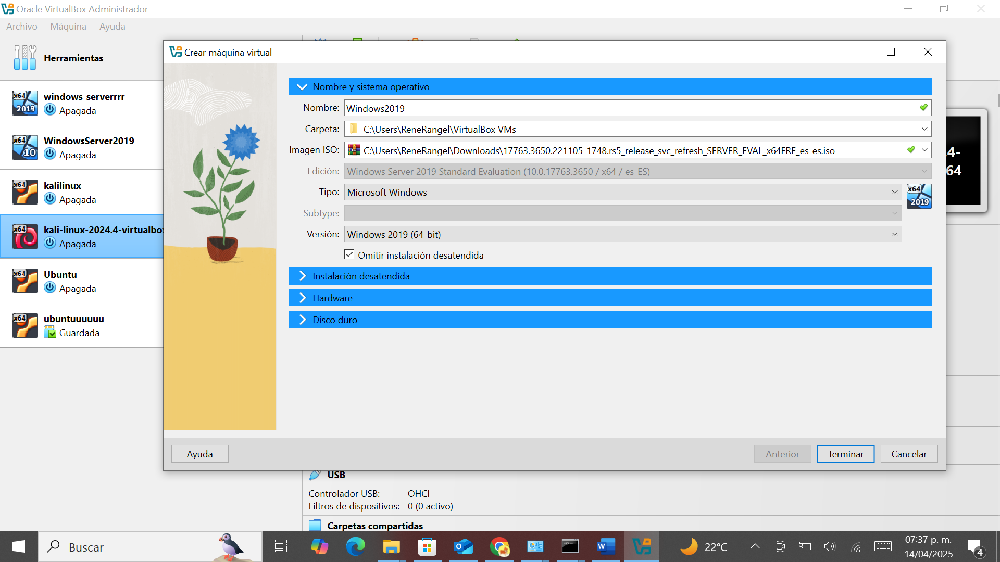 Oracle VirtualBox Administrador
Archivo Máquina Ayuda
Herramientas
x64 2019 windows_serverrrr
Apagada
x64 10 WindowsServer2019
Apagada
x64 kalilinux
Apagada
x64 kali-linux-2024.4-virtualbox
Apagada
x64 Ubuntu
Apagada
x64 ubuntuuuuuu
Guardada
Crear máquina virtual
Nombre y sistema operativo
Nombre: Windows2019
Carpeta: C:\Users\ReneRangel\VirtualBox VMs
Imagen ISO: C:\Users\ReneRangel\Downloads\17763.3650.221105-1748.rs5_release_svc_refresh_SERVER_EVAL_x64FRE_es-es.iso
Edición: Windows Server 2019 Standard Evaluation (10.0.17763.3650 / x64 / es-ES)
Tipo: Microsoft Windows
x64 2019
Subtype:
Versión: Windows 2019 (64-bit)
Omitir instalación desatendida
Instalación desatendida
Hardware
Disco duro
Ayuda Anterior Terminar Cancelar
.4-
64
USB
Controlador USB: OHCI
Filtros de dispositivos: 0 (0 activo)
Carpetas compartidas
Buscar
22°C
07:37 p. m.
14/04/2025
4